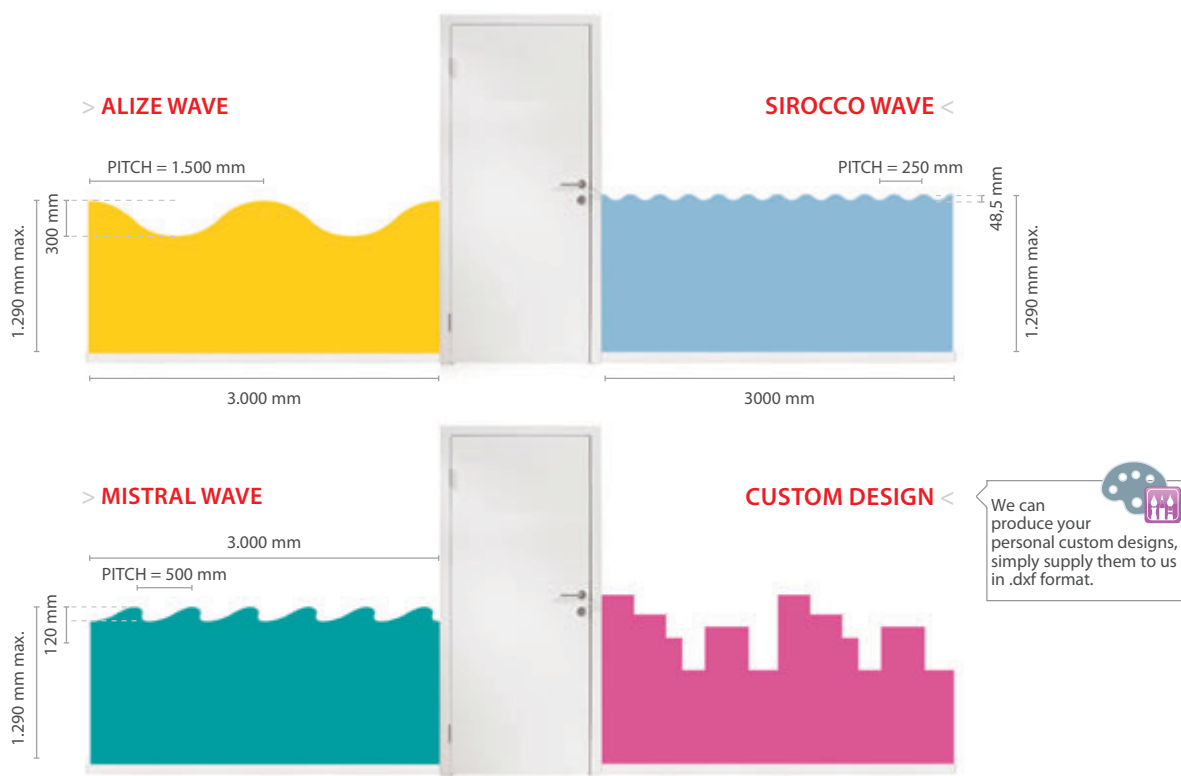 > ALIZE WAVE
SIROCCO WAVE <
PITCH = 1.500 mm
PITCH = 250 mm
1.290 mm max.
300 mm
48,5 mm
1.290 mm max.
3.000 mm
3000 mm
> MISTRAL WAVE
CUSTOM DESIGN <
We can
produce your
personal custom designs,
simply supply them to us
in .dxf format.
3.000 mm
PITCH = 500 mm
1.290 mm max.
120 mm